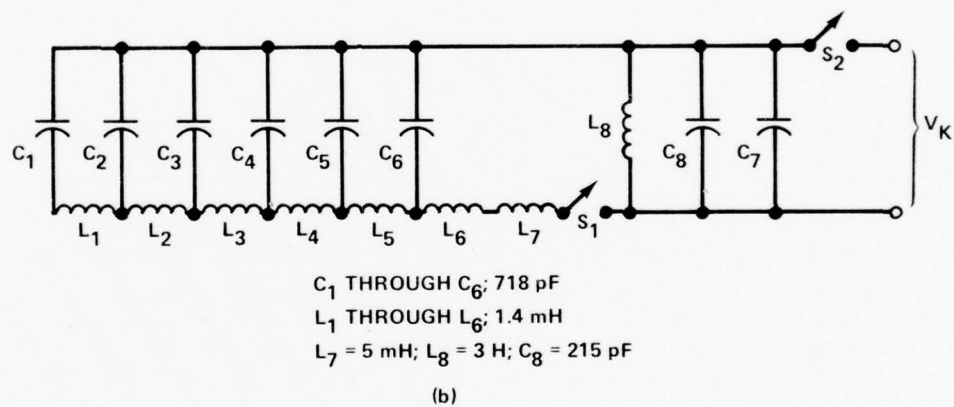 S2
VK
C1 C2 C3 C4 C5 C6 L8 C8 C7
L1 L2 L3 L4 L5 L6 L7 S1
C1 THROUGH C6; 718 pF
L1 THROUGH L6; 1.4 mH
L7 = 5 mH; L8 = 3 H; C8 = 215 pF
(b)